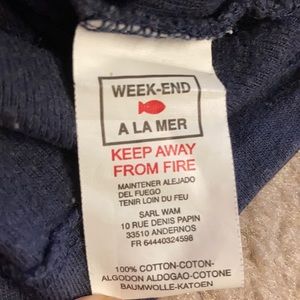 WEEK-END
A LA MER
KEEP AWAY
FROM FIRE
MAINTENER ALEJADO
DEL FUEGO
TENIR LOIN DU FEU
SARL WAM
10 RUE DENIS PAPIN
33510 ANDERNOS
FR 64440324598
100% COTTON-COTON-
ALGODON ALDOGAO-COTONE
BAUMWOLLE-KATOEN